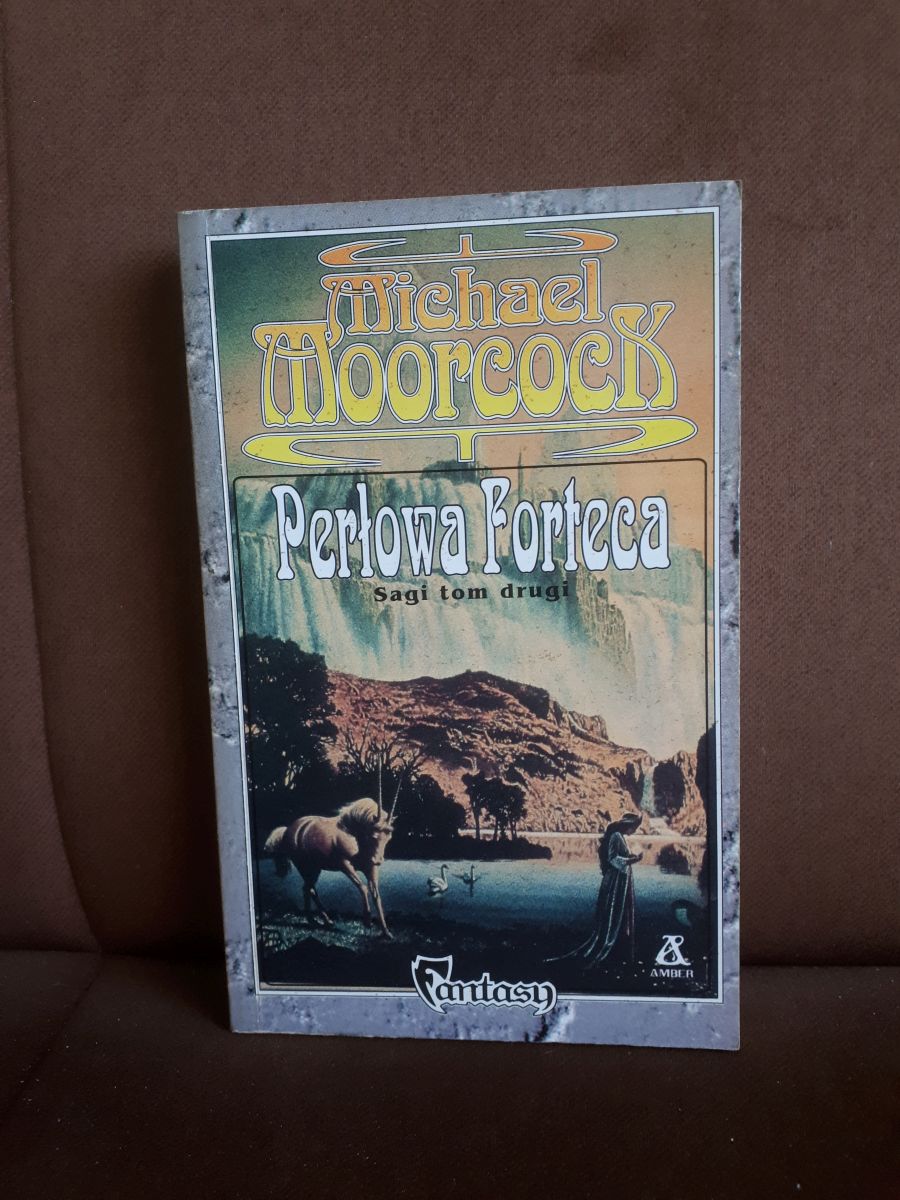 Michael
Moorcock
Perłowa Forteca
Sagi tom drugi
AMBER
Fantasy